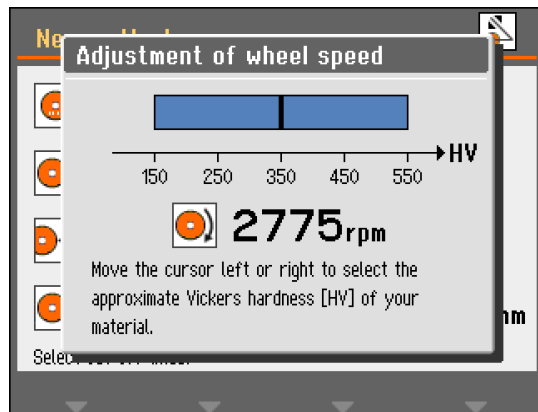 Adjustment of wheel speed
HV
150 250 350 450 550
2775rpm
Move the cursor left or right to select the
approximate Vickers hardness [HV] of your
material.